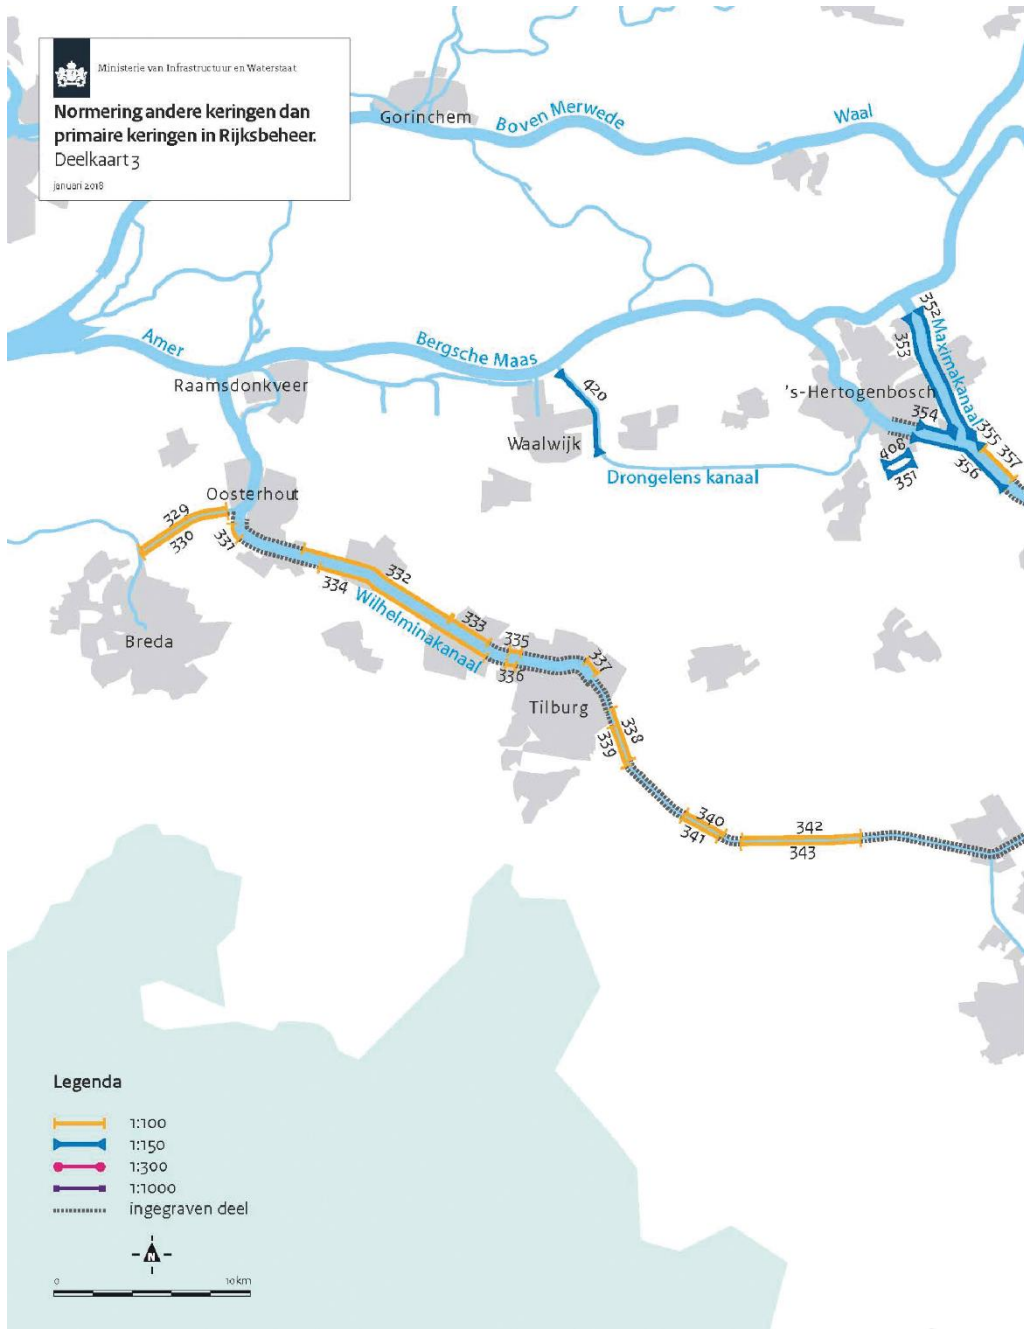 Ministerie van Infrastructuur en Waterstaat
Normering andere keringen dan
primaire keringen in Rijksbeheer.
Deelkaart 3
januari 2018
Gorinchem
Boven Merwede
Waal
Amer
Bergsche Maas
Raamsdonkveer
420
Waalwijk
Drongelens kanaal
's-Hertogenbosch
352
353
Maximakanaal
354
355
357
356
408
351
Oosterhout
329
330
331
Breda
332
334
Wilhelminakanaal
333
335
336
337
Tilburg
338
339
340
341
342
343
Legenda
1:100
1:150
1:300
1:1000
ingegraven deel
N
0 10 km